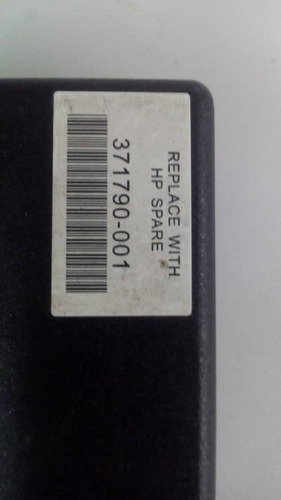 REPLACE WITH
HP SPARE
371790-001